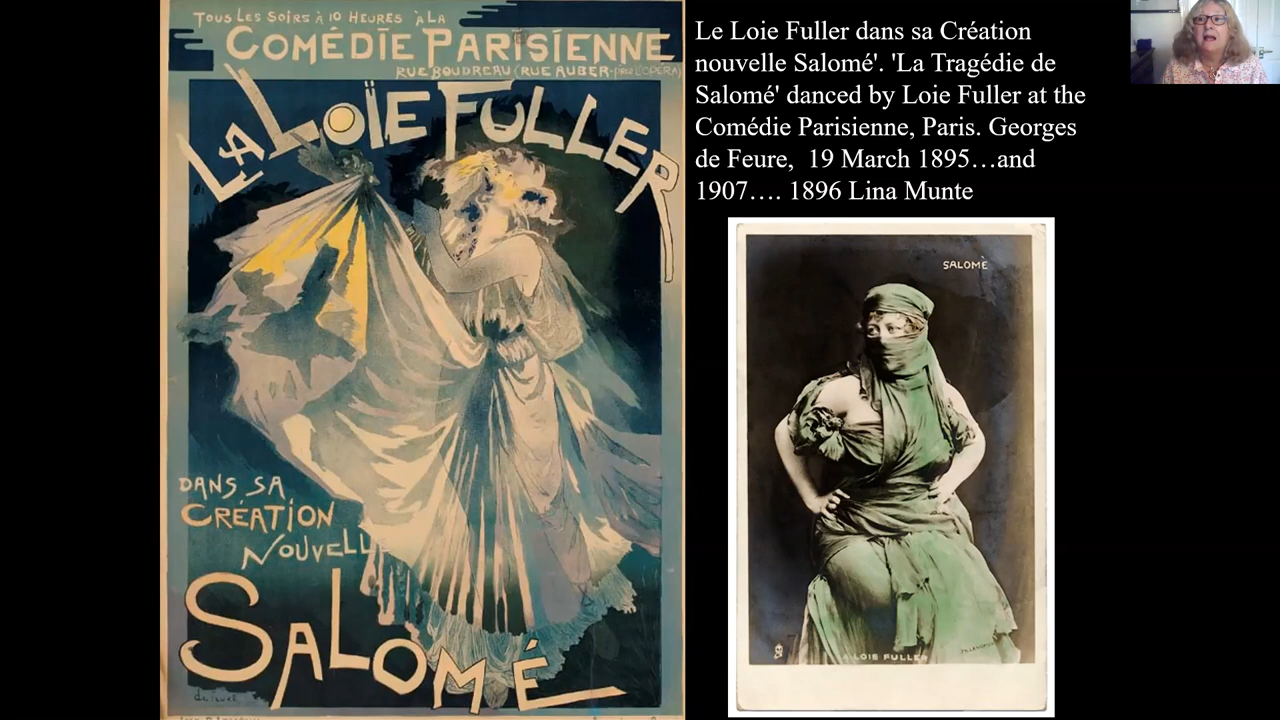 TOUS LES SOIRS À 10 HEURES À LA
COMÉDIE PARISIENNE
RUE BOUDREAU (RUE AUBER - PRÈS L'OPÉRA)
LA LOÏE FULLER
DANS SA
CRÉATION
NOUVELLE
SALOMÉ
de Feure
Le Loie Fuller dans sa Création
nouvelle Salomé'. 'La Tragédie de
Salomé' danced by Loie Fuller at the
Comédie Parisienne, Paris. Georges
de Feure, 19 March 1895…and
1907…. 1896 Lina Munte
SALOMÈ
LOIE FULLER